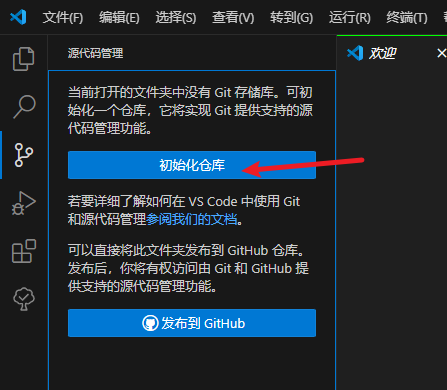 文件(F) 编辑(E) 选择(S) 查看(V) 转到(G) 运行(R) 终端(T) 帮助(H)
源代码管理
欢迎
当前打开的文件夹中没有 Git 存储库。可初
始化一个仓库，它将实现 Git 提供支持的源
代码管理功能。
初始化仓库
若要详细了解如何在 VS Code 中使用 Git
和源代码管理参阅我们的文档。
可以直接将此文件夹发布到 GitHub 仓库。
发布后，你将有权访问由 Git 和 GitHub 提
供支持的源代码管理功能。
发布到 GitHub